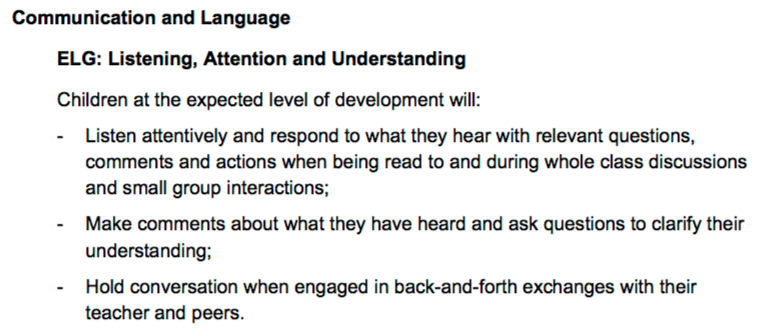 Communication and Language
ELG: Listening, Attention and Understanding
Children at the expected level of development will:
- Listen attentively and respond to what they hear with relevant questions,
comments and actions when being read to and during whole class discussions
and small group interactions;
- Make comments about what they have heard and ask questions to clarify their
understanding;
- Hold conversation when engaged in back-and-forth exchanges with their
teacher and peers.